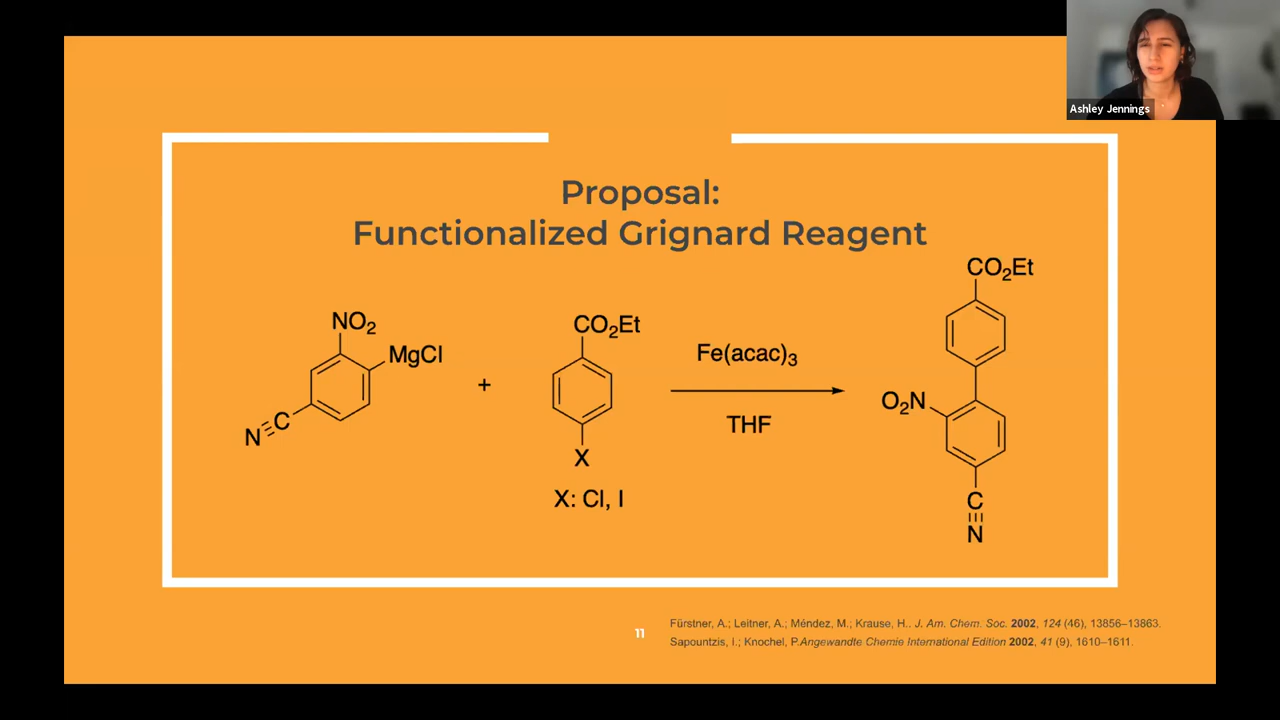 Ashley Jennings
Proposal:
Functionalized Grignard Reagent
NO2
MgCl
N≡C
+
CO2Et
X
X: Cl, I
Fe(acac)3
THF
CO2Et
O2N
C
N
11
Fürstner, A.; Leitner, A.; Méndez, M.; Krause, H.. J. Am. Chem. Soc. 2002, 124 (46), 13856–13863.
Sapountzis, I.; Knochel, P.Angewandte Chemie International Edition 2002, 41 (9), 1610–1611.